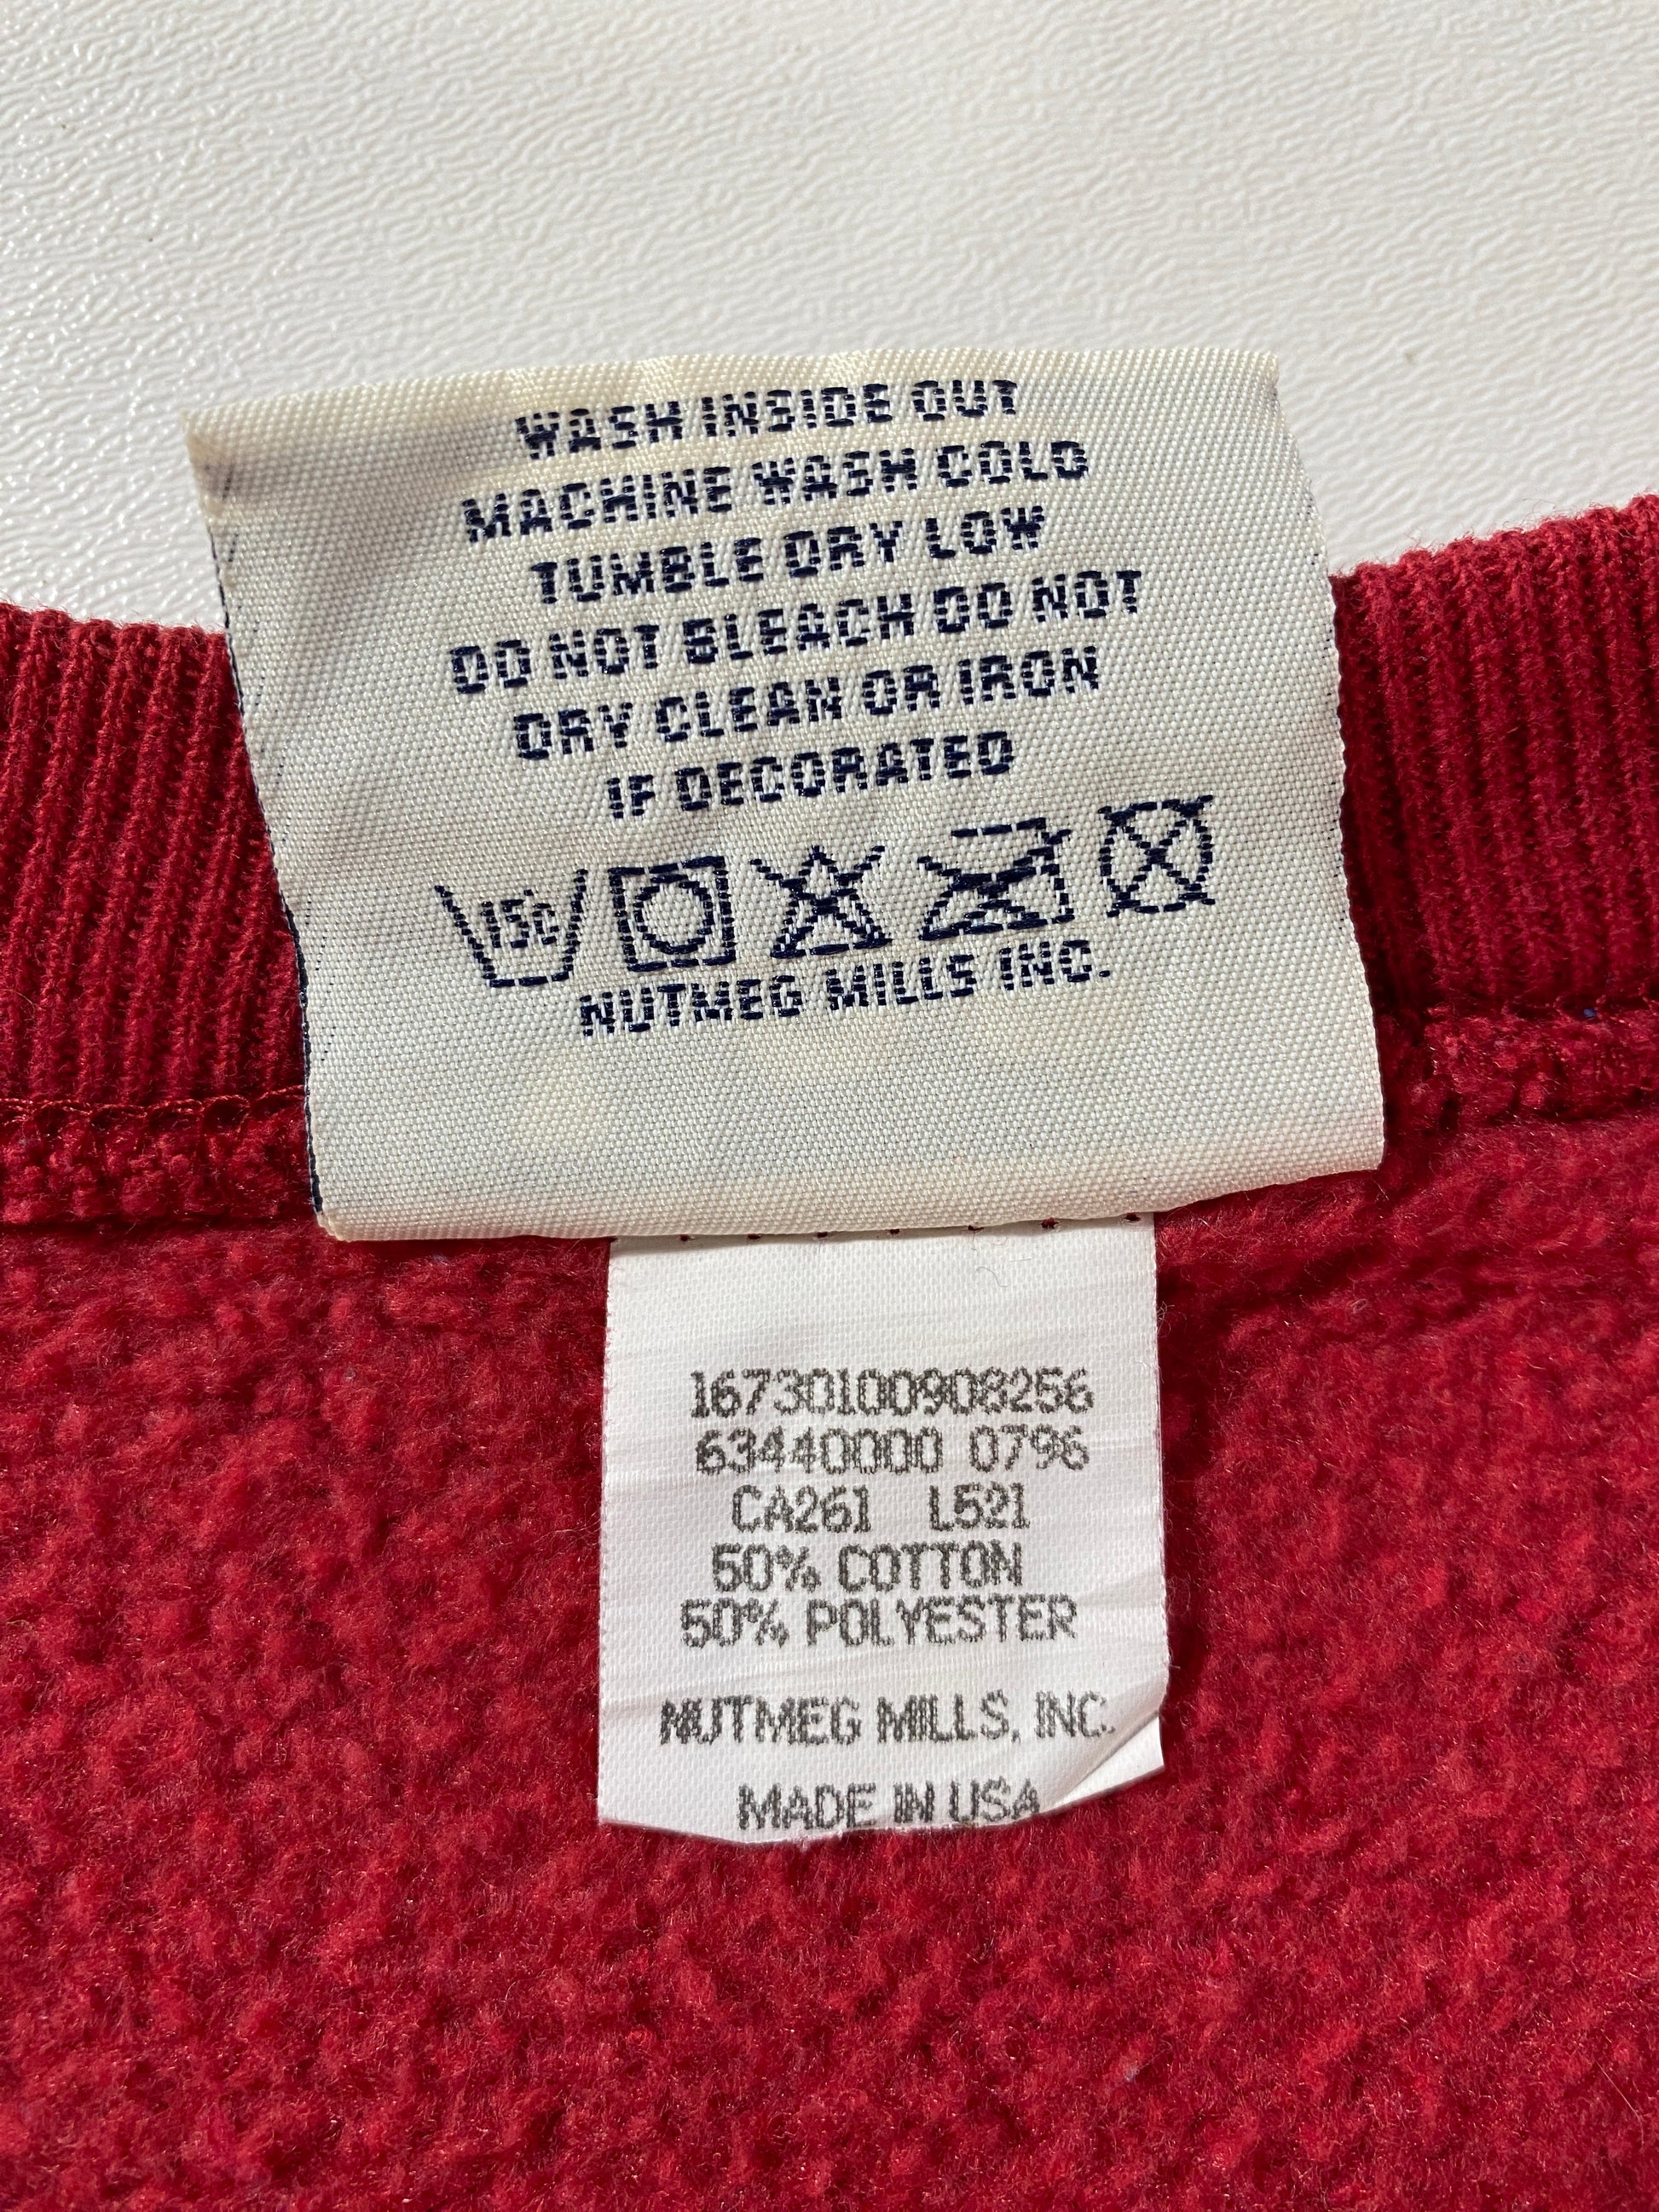 WASH INSIDE OUT
MACHINE WASH COLD
TUMBLE DRY LOW
DO NOT BLEACH DO NOT
DRY CLEAN OR IRON
IF DECORATED
15C
NUTMEG MILLS INC.
16730100908256
63440000 0796
CA261 L521
50% COTTON
50% POLYESTER
NUTMEG MILLS, INC.
MADE IN USA